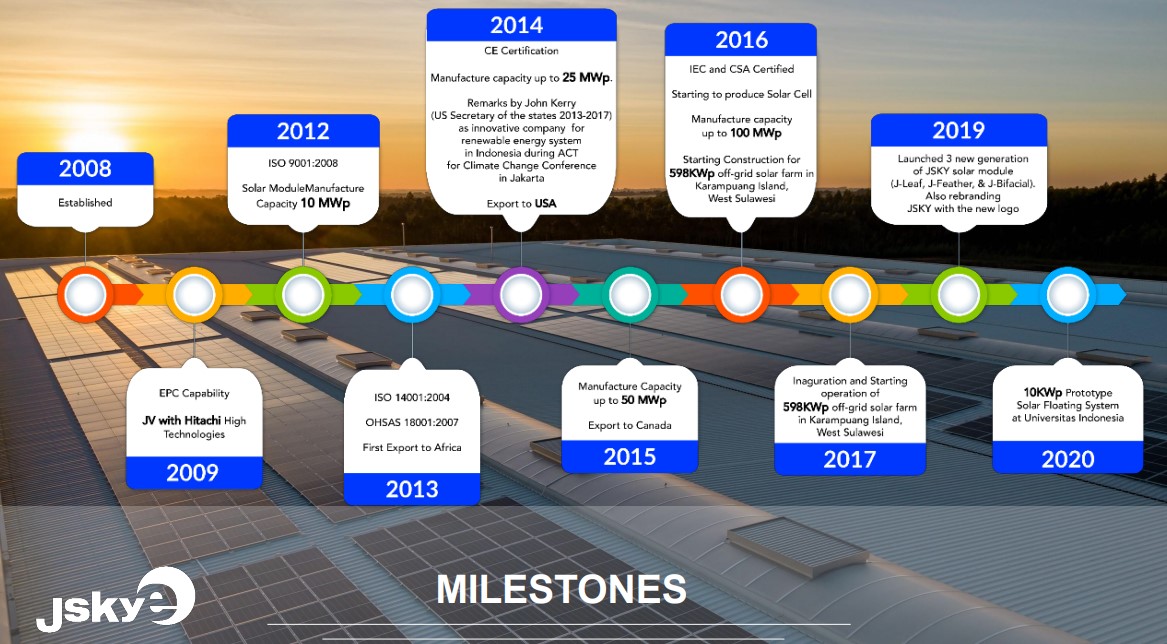 2008
Established
2009
EPC Capability
JV with Hitachi High
Technologies
2012
ISO 9001:2008
Solar ModuleManufacture
Capacity 10 MWp
2013
ISO 14001:2004
OHSAS 18001:2007
First Export to Africa
2014
CE Certification
Manufacture capacity up to 25 MWp.
Remarks by John Kerry
(US Secretary of the states 2013-2017)
as innovative company for
renewable energy system
in Indonesia during ACT
for Climate Change Conference
in Jakarta
Export to USA
2015
Manufacture Capacity
up to 50 MWp
Export to Canada
2016
IEC and CSA Certified
Starting to produce Solar Cell
Manufacture capacity
up to 100 MWp
Starting Construction for
598KWp off-grid solar farm in
Karampuang Island,
West Sulawesi
2017
Inaguration and Starting
operation of
598KWp off-grid solar farm
in Karampuang Island,
West Sulawesi
2019
Launched 3 new generation
of JSKY solar module
(J-Leaf, J-Feather, & J-Bifacial).
Also rebranding
JSKY with the new logo
2020
10KWp Prototype
Solar Floating System
at Universitas Indonesia
jskye
MILESTONES